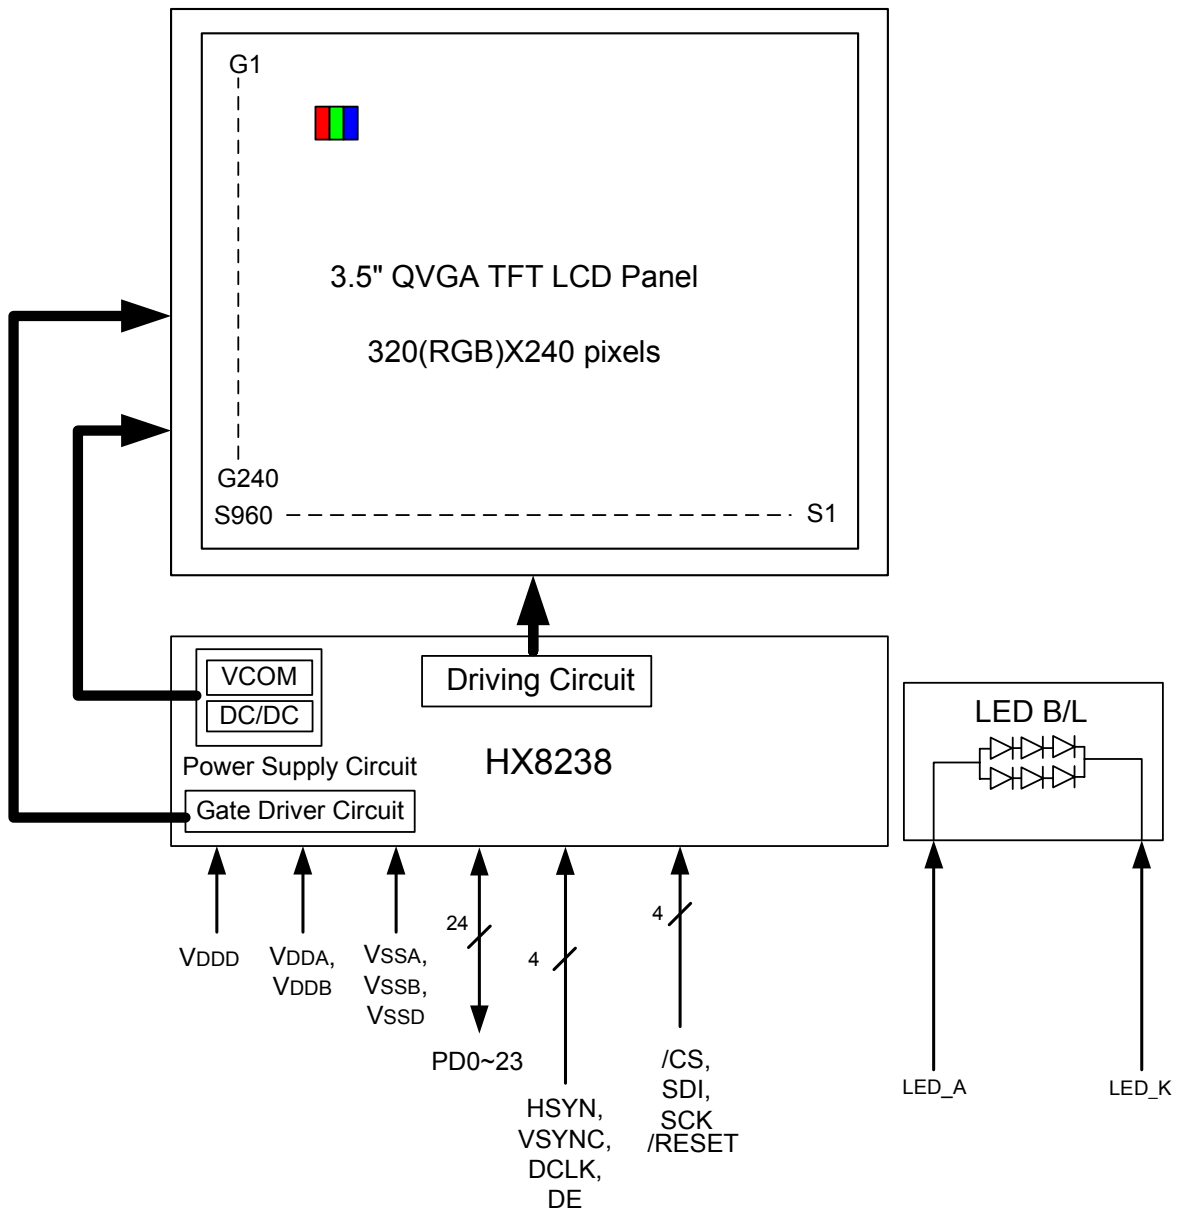 G1
3.5" QVGA TFT LCD Panel
320(RGB)X240 pixels
G240
S960
S1
VCOM
DC/DC
Power Supply Circuit
Gate Driver Circuit
Driving Circuit
HX8238
LED B/L
VDDD
VDDA,
VDDB
VSSA,
VSSB,
VSSD
24
PD0~23
4
HSYN,
VSYNC,
DCLK,
DE
4
/CS,
SDI,
SCK
/RESET
LED_A
LED_K